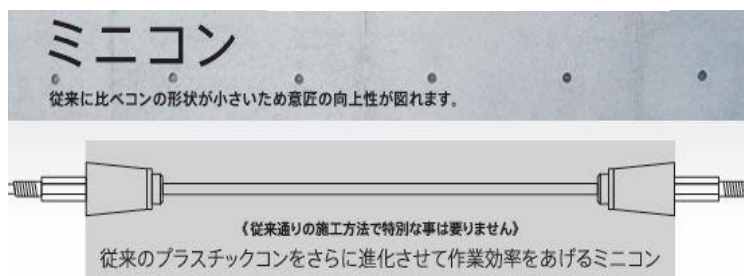 ミニコン
従来に比べコンの形状が小さいため意匠の向上性が図れます。
《従来通りの施工方法で特別な事は要りません》
従来のプラスチックコンをさらに進化させて作業効率をあげるミニコン